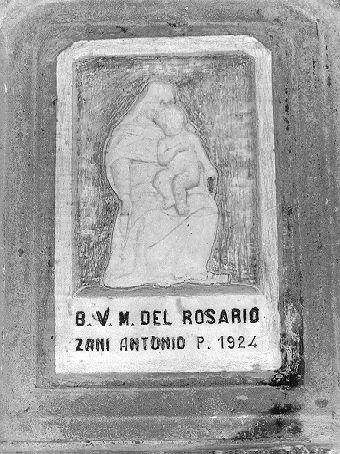 B. V. M. DEL ROSARIO
ZANI ANTONIO P. 1924